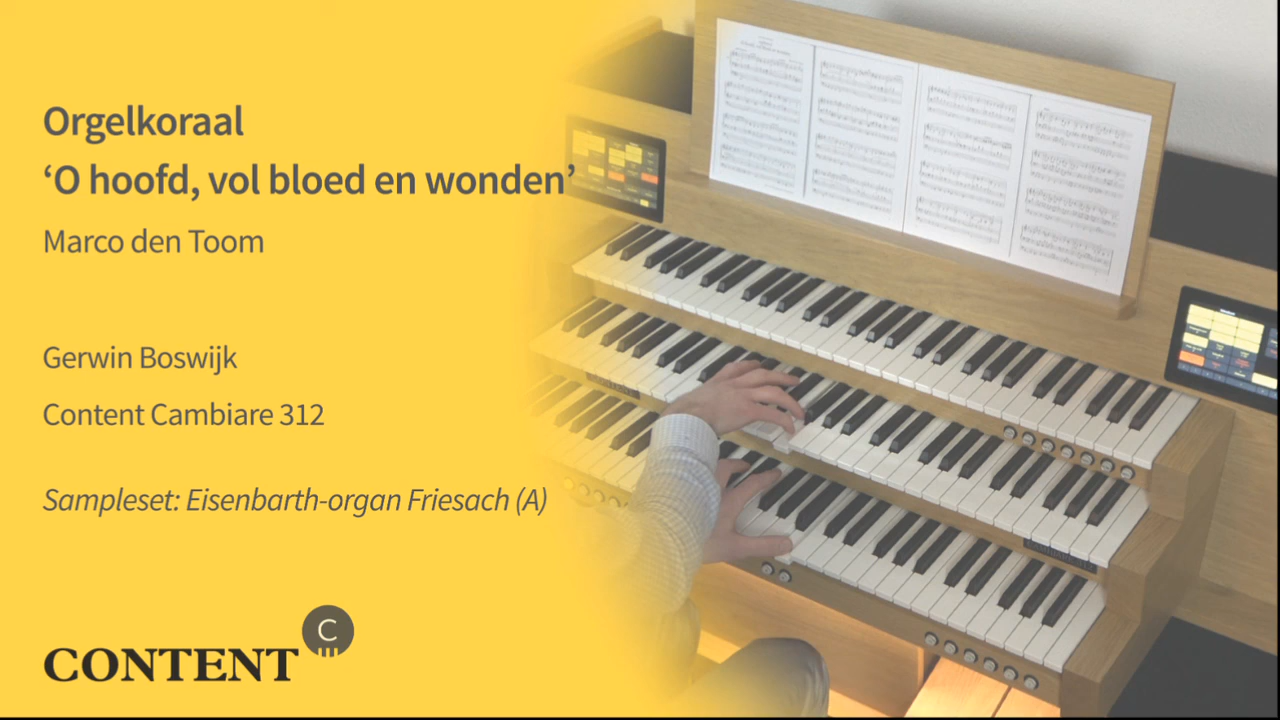 Orgelkoraal
‘O hoofd, vol bloed en wonden’
Marco den Toom
Gerwin Boswijk
Content Cambiare 312
Sampleset: Eisenbarth-organ Friesach (A)
C
CONTENT